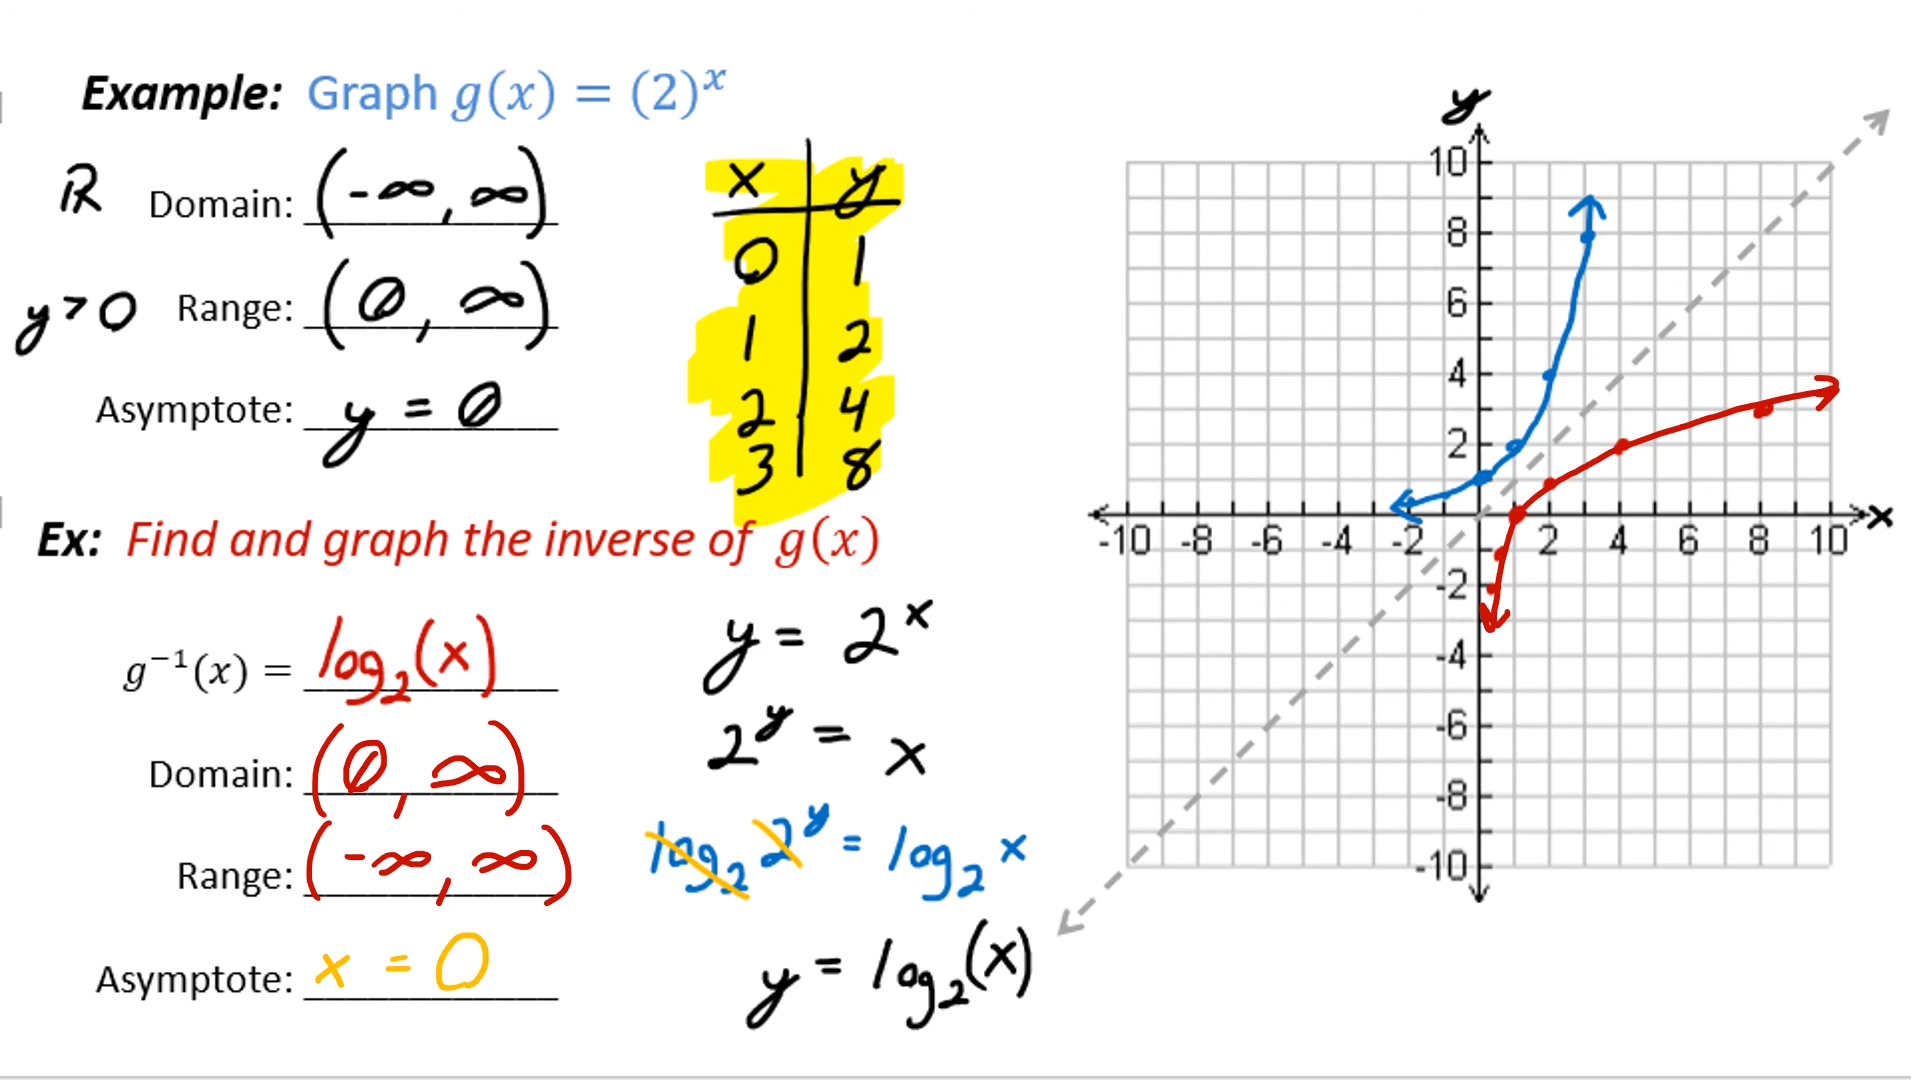 Example: Graph g(x) = (2)^x
ℝ Domain: (-∞, ∞)
y > 0 Range: (0, ∞)
Asymptote: y = 0
x y
0 1
1 2
2 4
3 8
Ex: Find and graph the inverse of g(x)
g⁻¹(x) = log₂(x)
Domain: (0, ∞)
Range: (-∞, ∞)
Asymptote: x = 0
y = 2^x
2^y = x
log₂ 2^y = log₂ x
y = log₂(x)
y
10
8
6
4
2
-10 -8 -6 -4 -2 2 4 6 8 10 x
-2
-4
-6
-8
-10